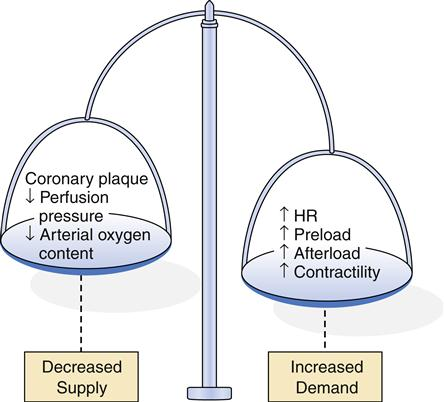 Coronary plaque
↓ Perfusion
pressure
↓ Arterial oxygen
content
↑ HR
↑ Preload
↑ Afterload
↑ Contractility
Decreased
Supply
Increased
Demand